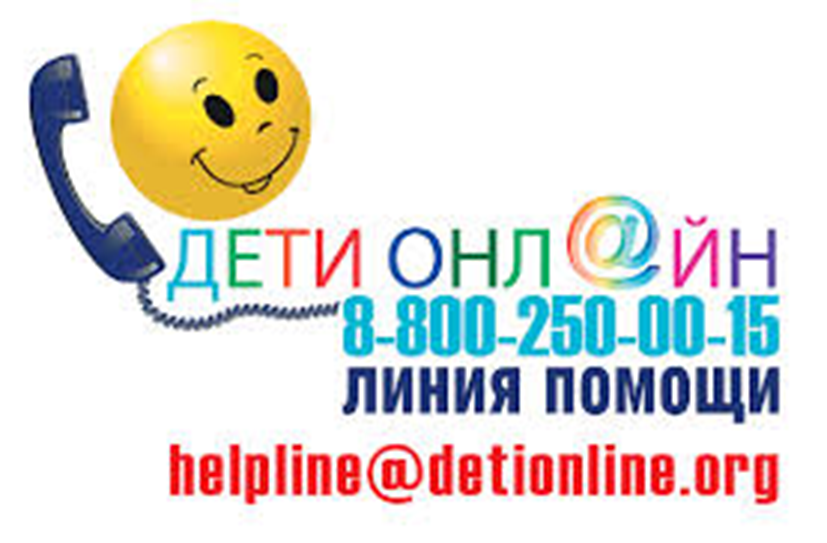 ДЕТИ ОНЛ@ЙН
8-800-250-00-15
ЛИНИЯ ПОМОЩИ
helpline@detionline.org